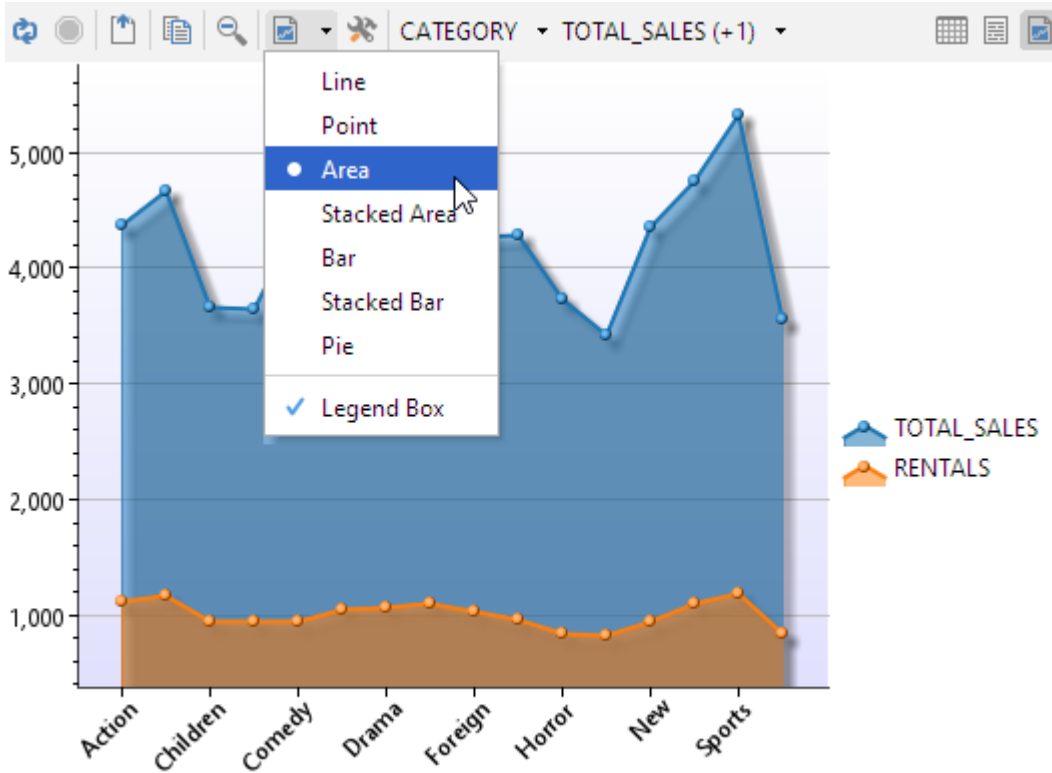 CATEGORY TOTAL_SALES (+1)
Line
Point
Area
Stacked Area
Bar
Stacked Bar
Pie
Legend Box
5,000
4,000
3,000
2,000
1,000
TOTAL_SALES
RENTALS
Action
Children
Comedy
Drama
Foreign
Horror
New
Sports